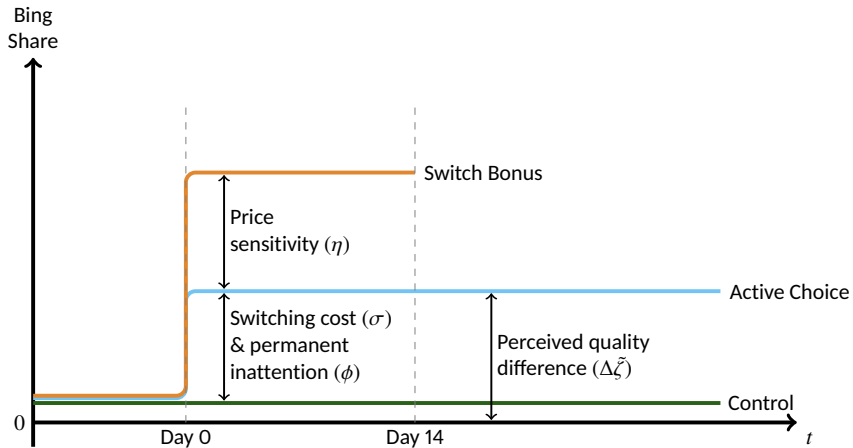 Bing
Share
Switch Bonus
Price
sensitivity (η)
Active Choice
Switching cost (σ)
& permanent
inattention (ϕ)
Perceived quality
difference (Δζ̃)
Control
0
Day 0
Day 14
t